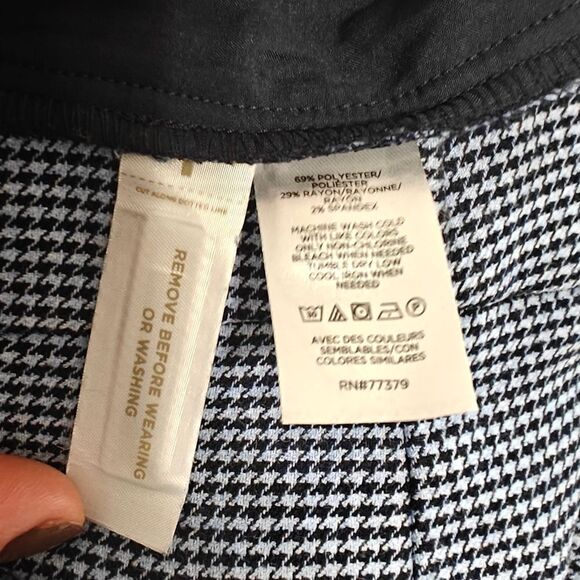 CUT ALONG DOTTED LINE
REMOVE BEFORE WEARING
OR WASHING
69% POLYESTER/
POLIÉSTER
29% RAYON/RAYONNE/
RAYON
2% SPANDEX
MACHINE WASH COLD
WITH LIKE COLORS
ONLY NON-CHLORINE
BLEACH WHEN NEEDED
TUMBLE DRY LOW
COOL IRON WHEN
NEEDED
AVEC DES COULEURS
SEMBLABLES/CON
COLORES SIMILARES
RN#77379